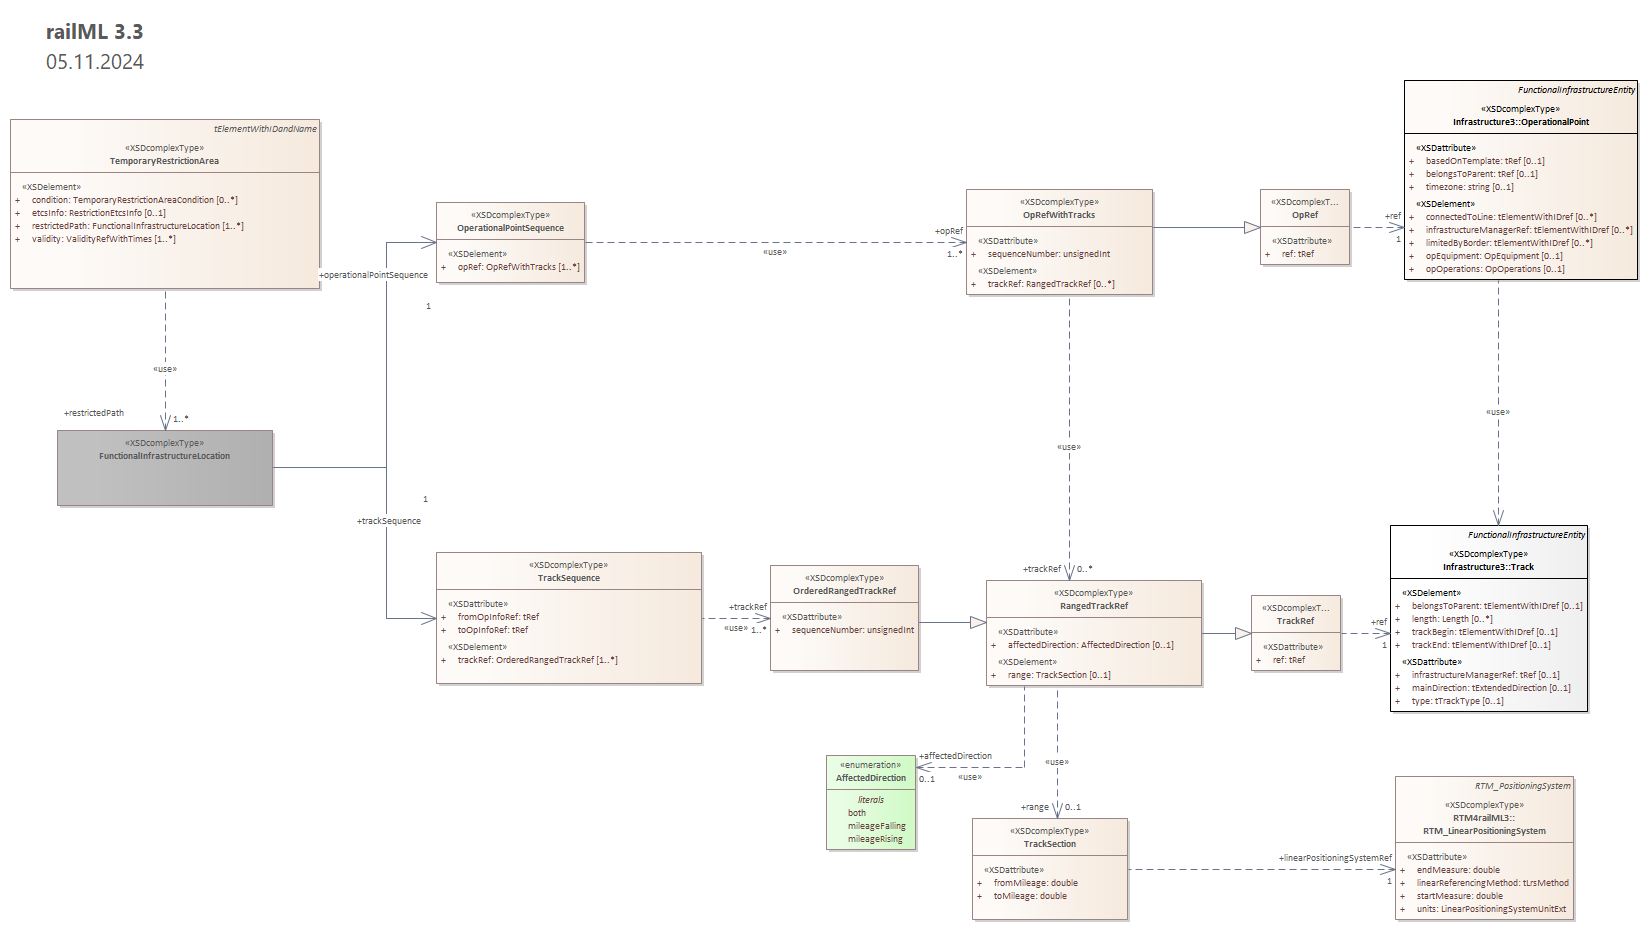 railML 3.3
05.11.2024
tElementWithIDandName
«XSDcomplexType»
TemporaryRestrictionArea
«XSDelement»
+ condition: TemporaryRestrictionAreaCondition [0..*]
+ etcsInfo: RestrictionEtcsInfo [0..1]
+ restrictedPath: FunctionalInfrastructureLocation [1..*]
+ validity: ValidityRefWithTimes [1..*]
«use»
+restrictedPath
1..*
«XSDcomplexType»
FunctionalInfrastructureLocation
+operationalPointSequence
1
1
+trackSequence
«XSDcomplexType»
OperationalPointSequence
«XSDelement»
+ opRef: OpRefWithTracks [1..*]
«use»
+opRef
1..*
«XSDcomplexType»
OpRefWithTracks
«XSDattribute»
+ sequenceNumber: unsignedInt
«XSDelement»
+ trackRef: RangedTrackRef [0..*]
«XSDcomplexT...
OpRef
«XSDattribute»
+ ref: tRef
+ref
1
FunctionalInfrastructureEntity
«XSDcomplexType»
Infrastructure3::OperationalPoint
«XSDattribute»
+ basedOnTemplate: tRef [0..1]
+ belongsToParent: tRef [0..1]
+ timezone: string [0..1]
«XSDelement»
+ connectedToLine: tElementWithIDref [0..*]
+ infrastructureManagerRef: tElementWithIDref [0..*]
+ limitedByBorder: tElementWithIDref [0..*]
+ opEquipment: OpEquipment [0..1]
+ opOperations: OpOperations [0..1]
«use»
«use»
«XSDcomplexType»
TrackSequence
«XSDattribute»
+ fromOpInfoRef: tRef
+ toOpInfoRef: tRef
«XSDelement»
+ trackRef: OrderedRangedTrackRef [1..*]
+trackRef
«use» 1..*
«XSDcomplexType»
OrderedRangedTrackRef
«XSDattribute»
+ sequenceNumber: unsignedInt
+trackRef
0..*
«XSDcomplexType»
RangedTrackRef
«XSDattribute»
+ affectedDirection: AffectedDirection [0..1]
«XSDelement»
+ range: TrackSection [0..1]
«XSDcomplexT...
TrackRef
«XSDattribute»
+ ref: tRef
+ref
1
FunctionalInfrastructureEntity
«XSDcomplexType»
Infrastructure3::Track
«XSDelement»
+ belongsToParent: tElementWithIDref [0..1]
+ length: Length [0..*]
+ trackBegin: tElementWithIDref [0..1]
+ trackEnd: tElementWithIDref [0..1]
«XSDattribute»
+ infrastructureManagerRef: tRef [0..1]
+ mainDirection: tExtendedDirection [0..1]
+ type: tTrackType [0..1]
+affectedDirection
0..1
«use»
«enumeration»
AffectedDirection
literals
both
mileageFalling
mileageRising
«use»
+range
0..1
«XSDcomplexType»
TrackSection
«XSDattribute»
+ fromMileage: double
+ toMileage: double
+linearPositioningSystemRef
1
RTM_PositioningSystem
«XSDcomplexType»
RTM4railML3::
RTM_LinearPositioningSystem
«XSDattribute»
+ endMeasure: double
+ linearReferencingMethod: tLrsMethod
+ startMeasure: double
+ units: LinearPositioningSystemUnitExt